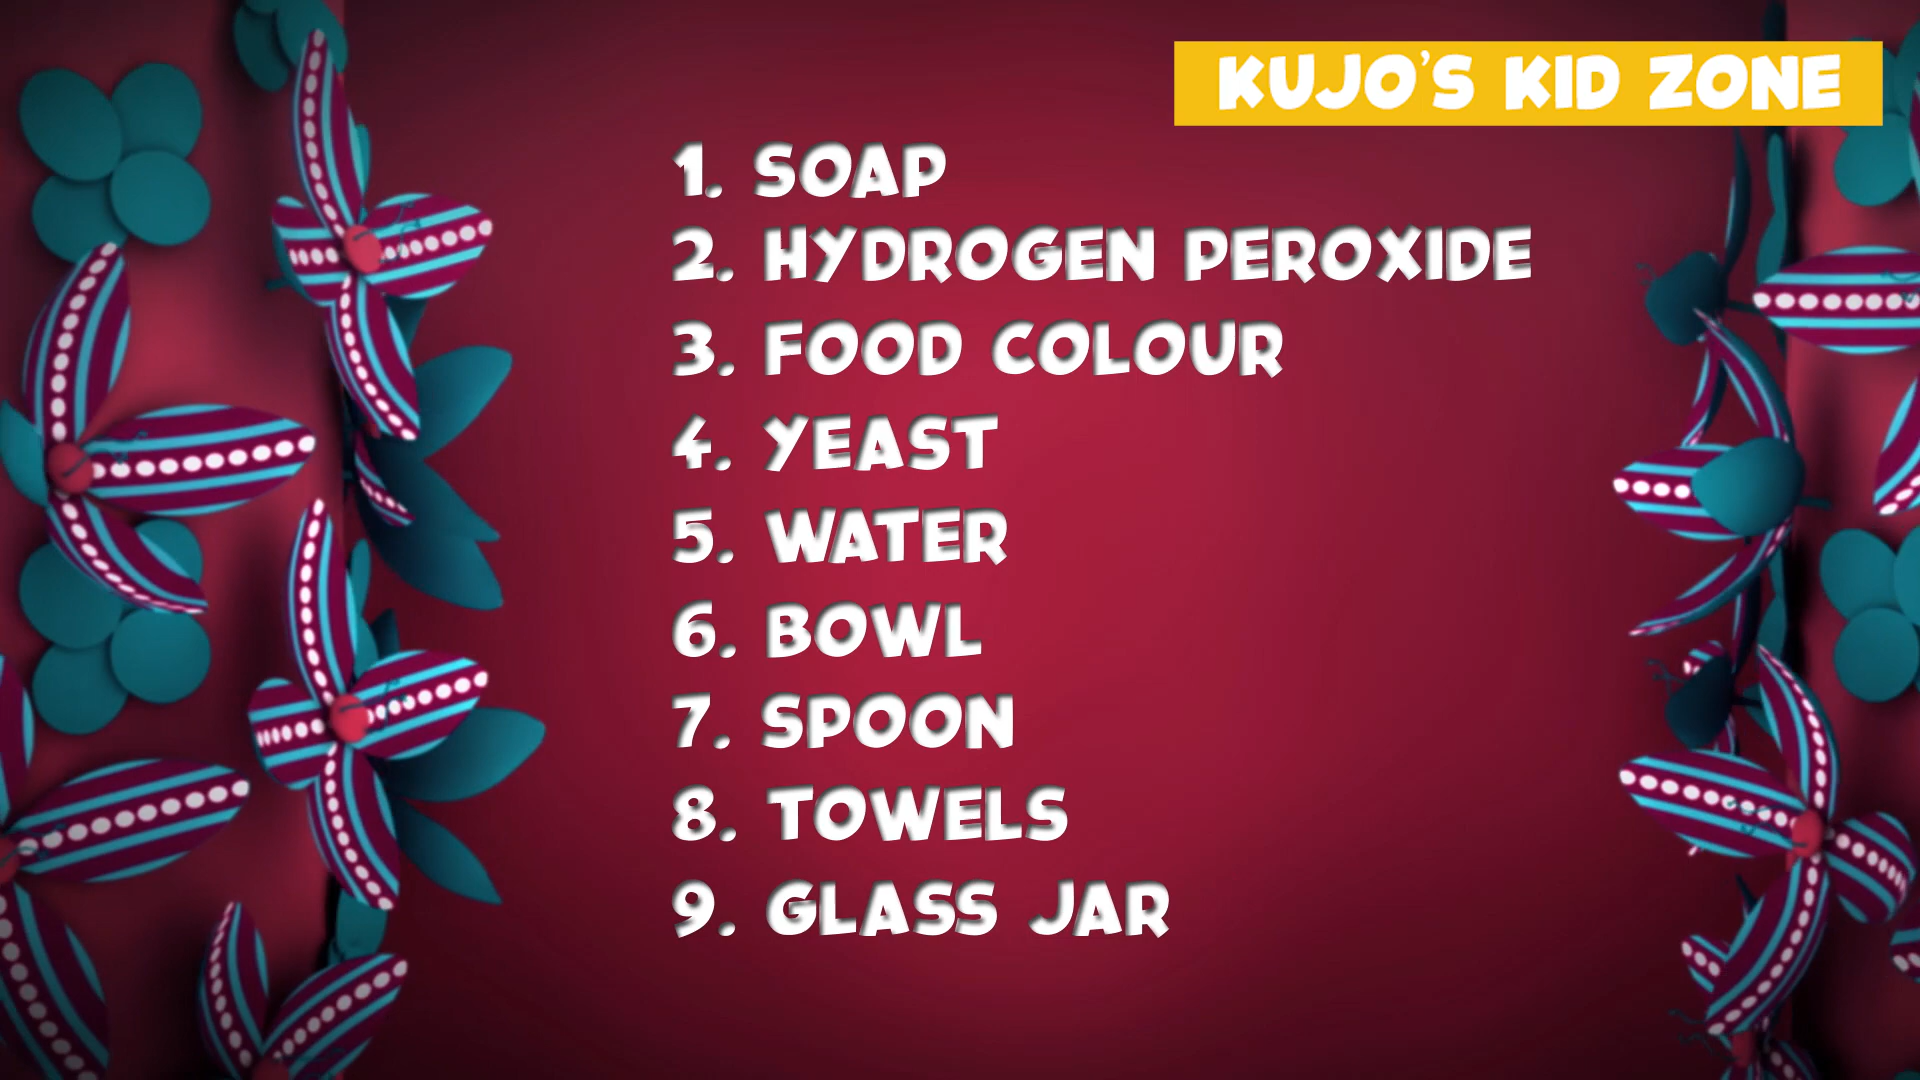 KUJO'S KID ZONE
1. SOAP
2. HYDROGEN PEROXIDE
3. FOOD COLOUR
4. YEAST
5. WATER
6. BOWL
7. SPOON
8. TOWELS
9. GLASS JAR